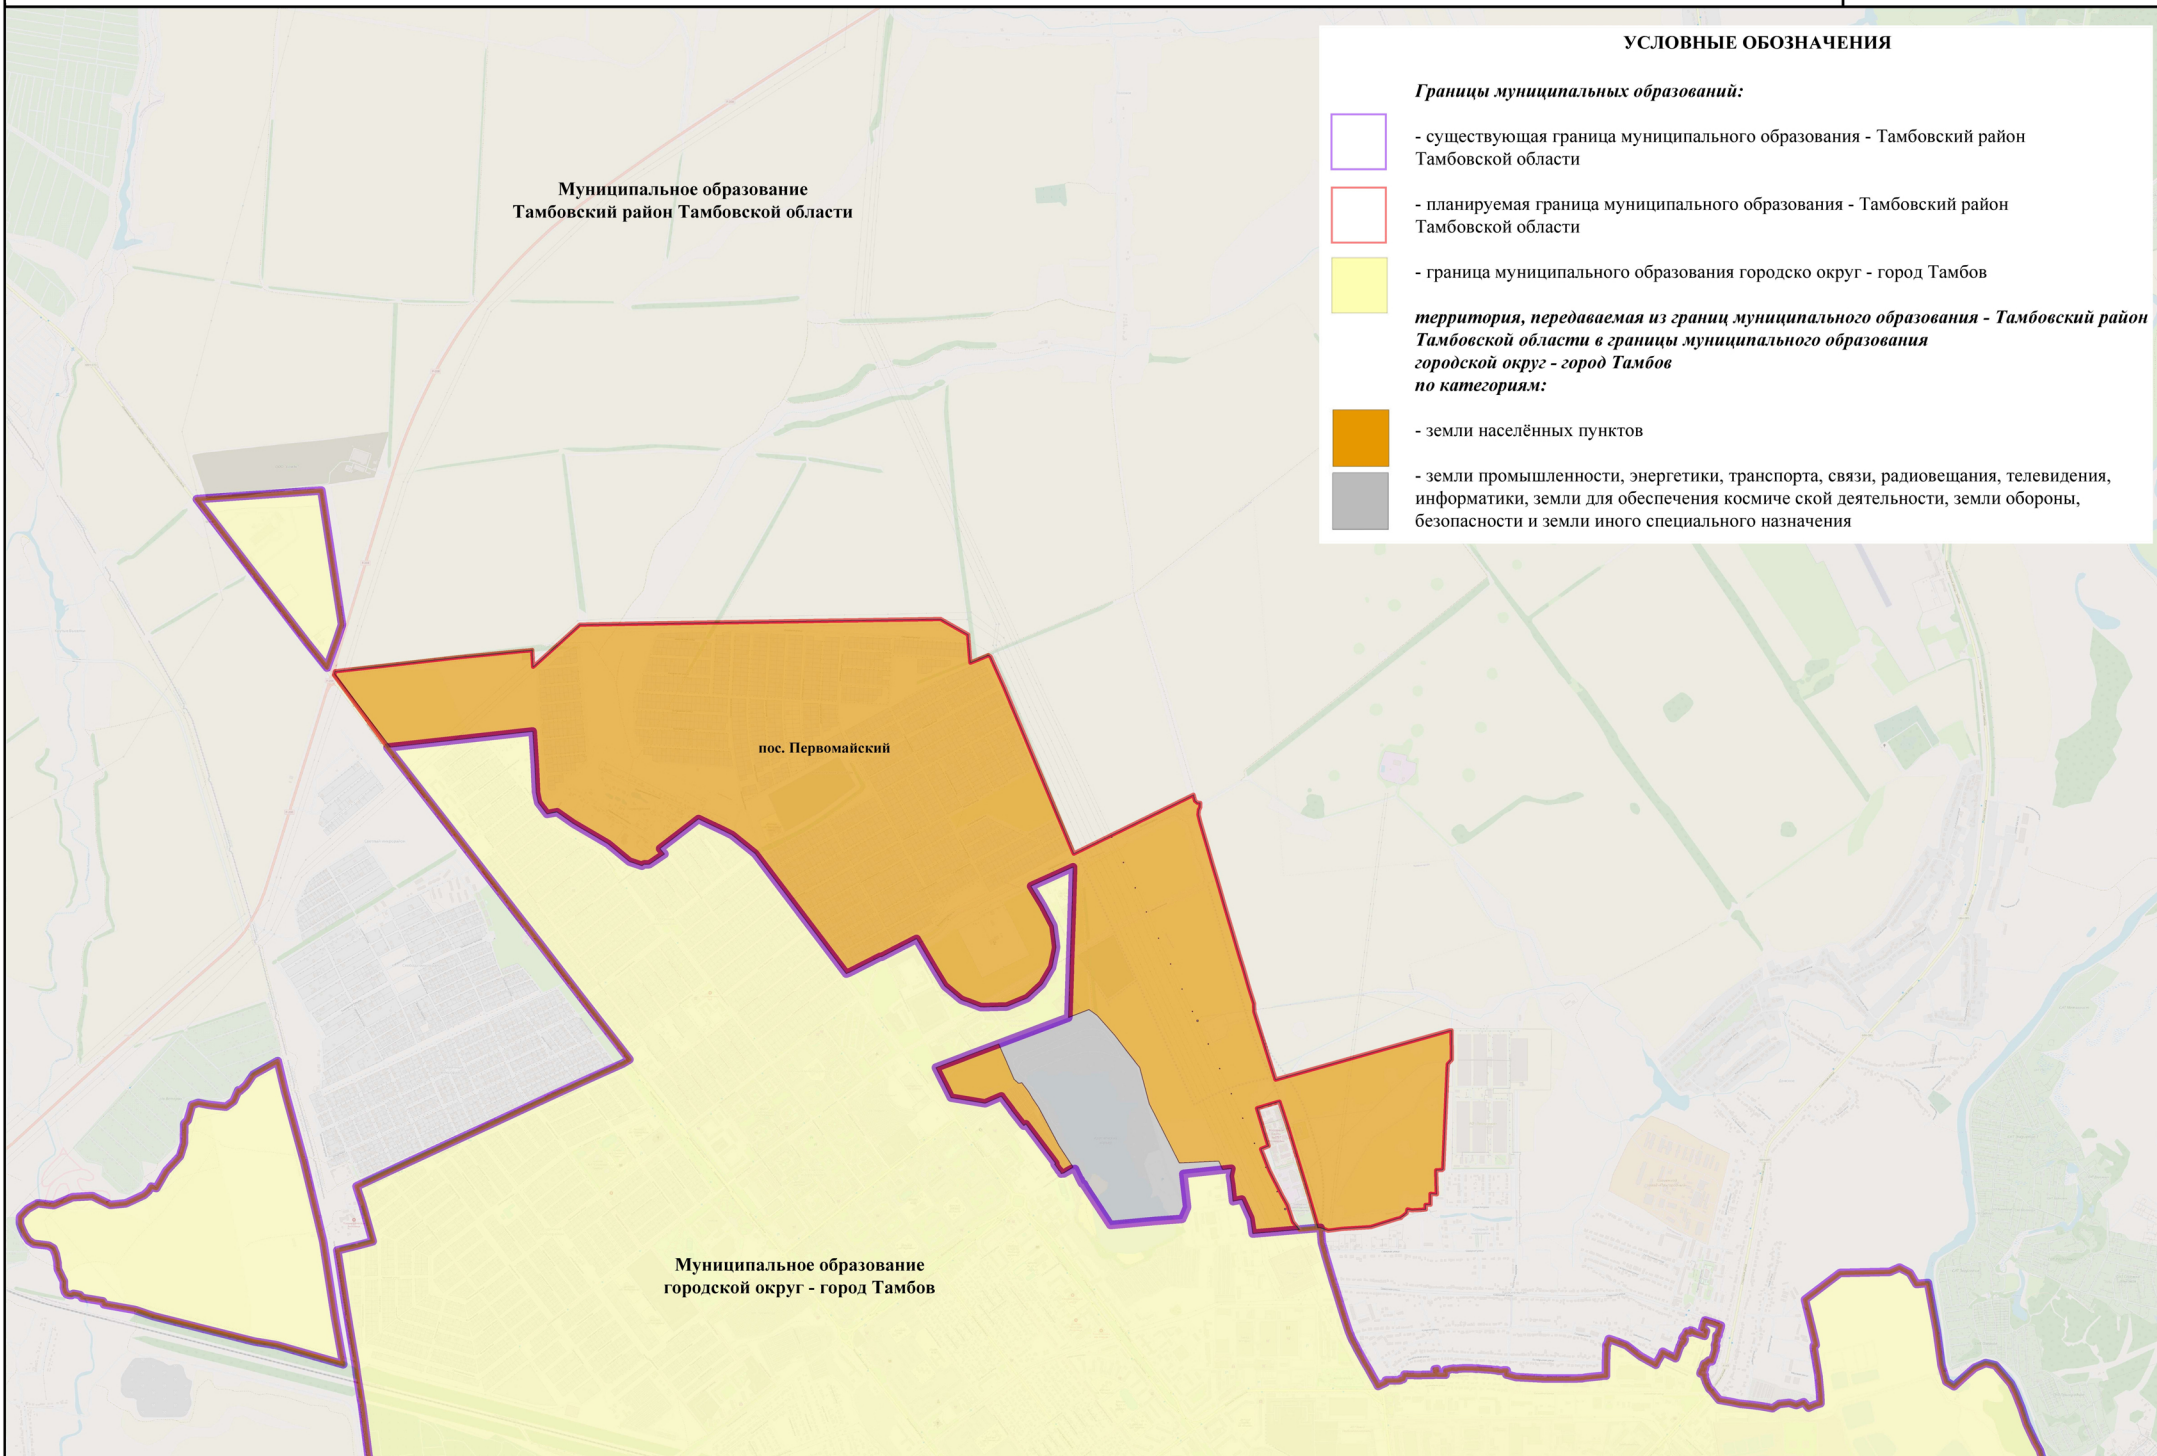 УСЛОВНЫЕ ОБОЗНАЧЕНИЯ
Границы муниципальных образований:
- существующая граница муниципального образования - Тамбовский район
Тамбовской области
- планируемая граница муниципального образования - Тамбовский район
Тамбовской области
- граница муниципального образования городско округ - город Тамбов
территория, передаваемая из границ муниципального образования - Тамбовский район
Тамбовской области в границы муниципального образования
городской округ - город Тамбов
по категориям:
- земли населённых пунктов
- земли промышленности, энергетики, транспорта, связи, радиовещания, телевидения,
информатики, земли для обеспечения космиче ской деятельности, земли обороны,
безопасности и земли иного специального назначения
Муниципальное образование
Тамбовский район Тамбовской области
пос. Первомайский
Муниципальное образование
городской округ - город Тамбов